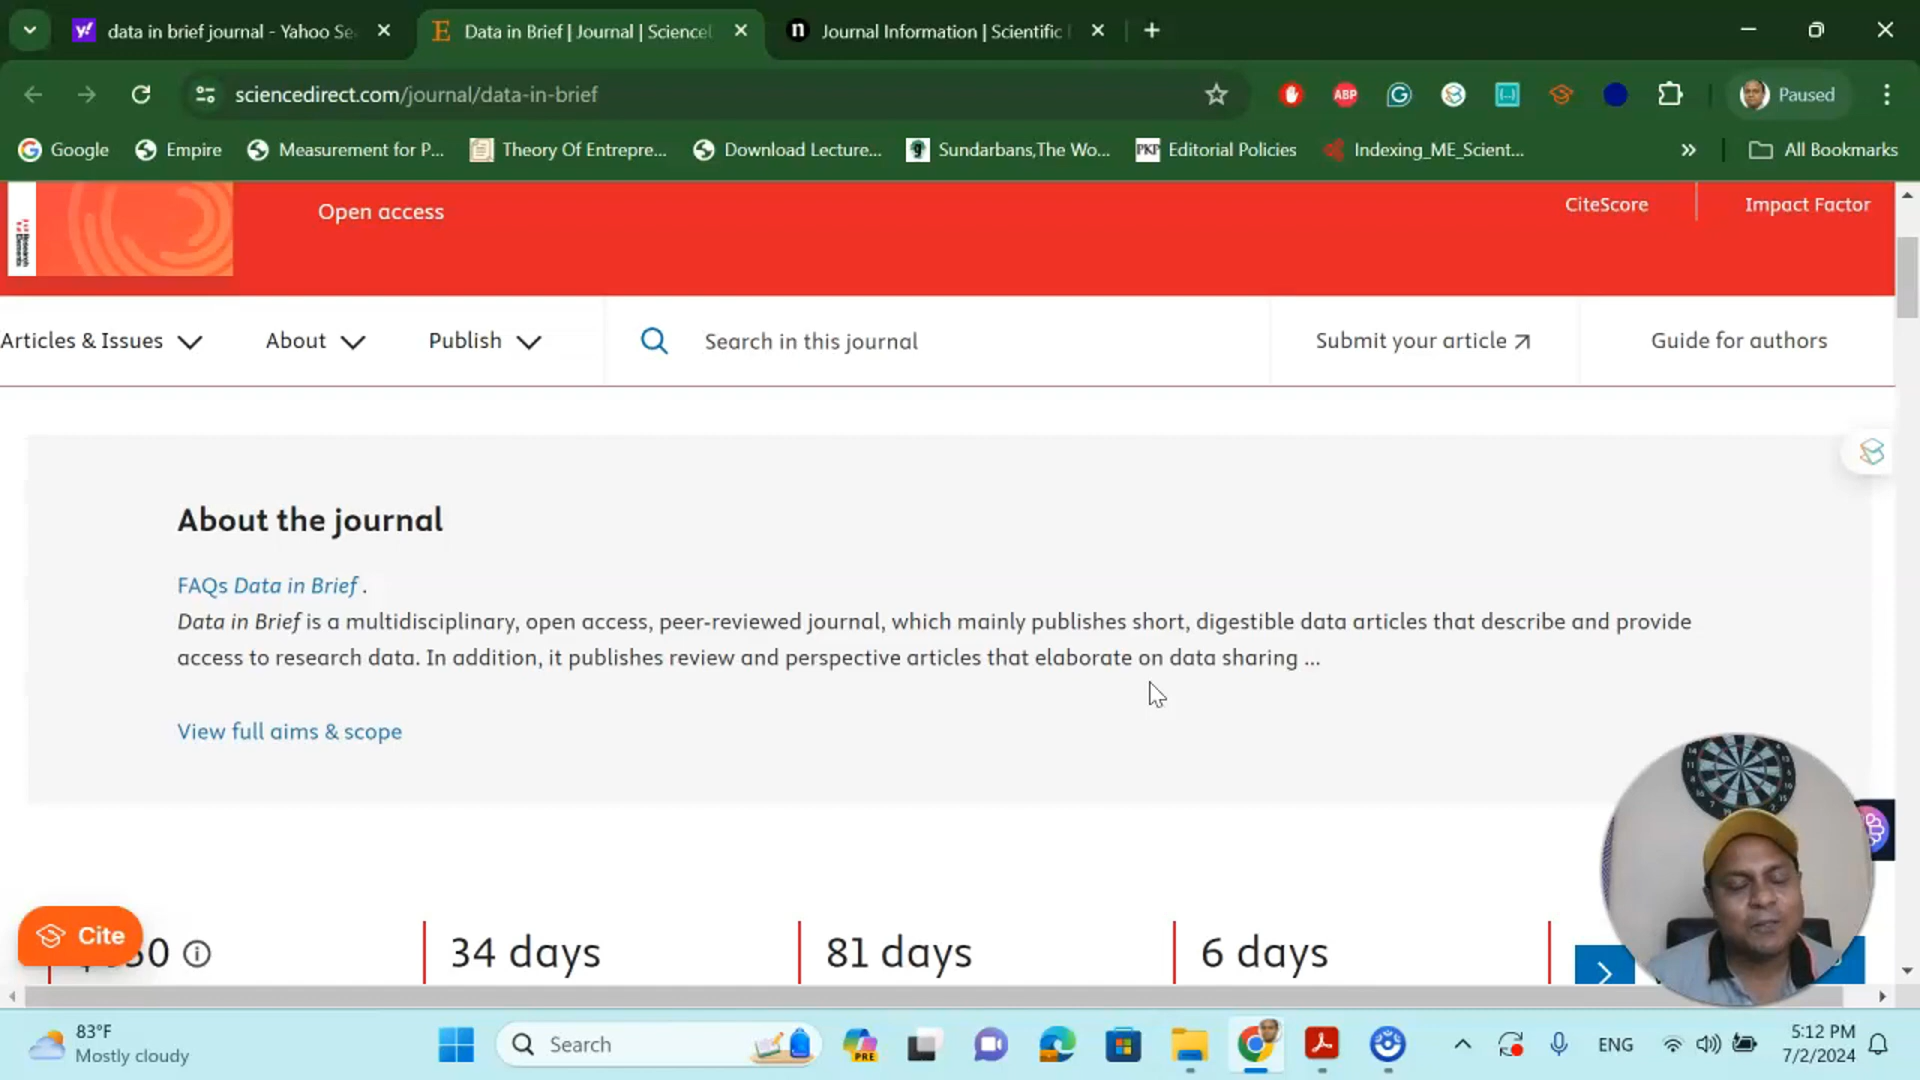 data in brief journal - Yahoo Se
Data in Brief | Journal | Science
Journal Information | Scientific
sciencedirect.com/journal/data-in-brief
ABP
Paused
Google
Empire
Measurement for P...
Theory Of Entrepre...
Download Lecture...
Sundarbans,The Wo...
PKP
Editorial Policies
Indexing_ME_Scient...
All Bookmarks
Research Elements
Open access
CiteScore
Impact Factor
Articles & Issues
About
Publish
Search in this journal
Submit your article
Guide for authors
About the journal
FAQs Data in Brief .
Data in Brief is a multidisciplinary, open access, peer-reviewed journal, which mainly publishes short, digestible data articles that describe and provide
access to research data. In addition, it publishes review and perspective articles that elaborate on data sharing ...
View full aims & scope
Cite
34 days
81 days
6 days
83°F
Mostly cloudy
Search
PRE
ENG
5:12 PM
7/2/2024